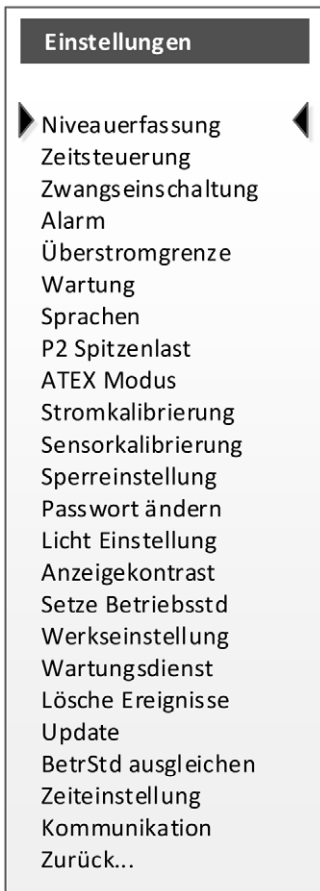 Einstellungen
Niveauerfassung
Zeitsteuerung
Zwangseinschaltung
Alarm
Überstromgrenze
Wartung
Sprachen
P2 Spitzenlast
ATEX Modus
Stromkalibrierung
Sensorkalibrierung
Sperreinstellung
Passwort ändern
Licht Einstellung
Anzeigekontrast
Setze Betriebsstd
Werkseinstellung
Wartungsdienst
Lösche Ereignisse
Update
BetrStd ausgleichen
Zeiteinstellung
Kommunikation
Zurück...